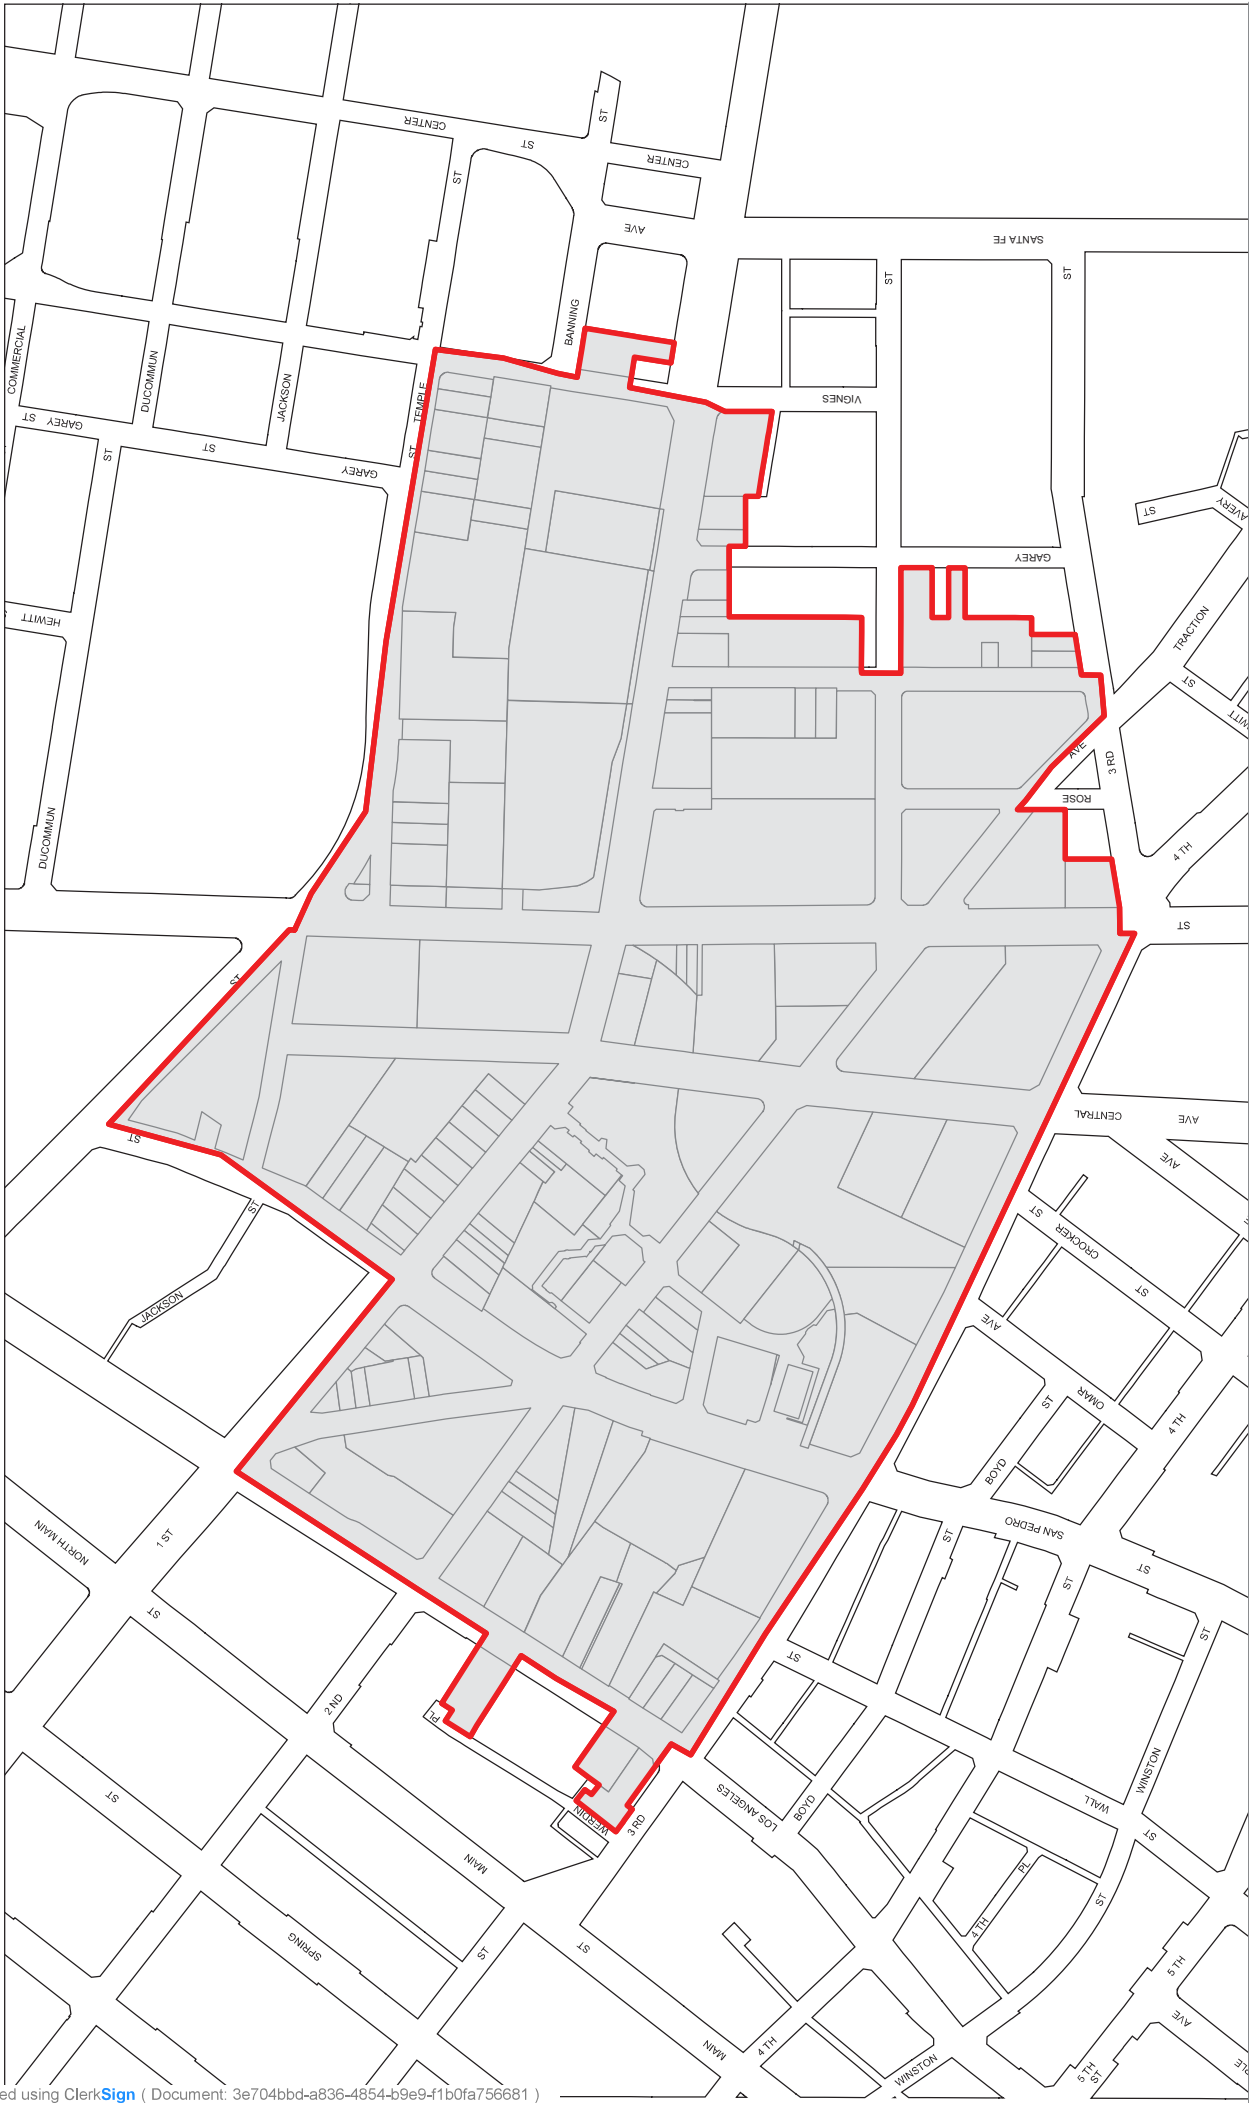 CENTER
ST
ST
CENTER
ST
AVE
SANTA FE
ST
ST
BANNING
COMMERCIAL
DUCOMMUN
JACKSON
TEMPLE
VIGNES
ST
GAREY
ST
ST
ST
GAREY
AVERY
ST
GAREY
HEWITT
TRACTION
ST
3 RD
AVE
ROSE
DUCOMMUN
4 TH
ST
ST
ST
CENTRAL
AVE
AVE
ST
JACKSON
ST
CROCKER
ST
AVE
OMAR
ST
4 TH
BOYD
SAN PEDRO
ST
ST
ST
NORTH MAIN
1 ST
ST
ST
ST
2 ND
PL
WERDIN
3 RD
LOS ANGELES
BOYD
WALL
WINSTON
ST
ST
MAIN
PL
ST
4 TH
SPRING
ST
ST
MAIN
4 TH
WINSTON
5 TH
AVE
5 TH
ST
ed using ClerkSign ( Document: 3e704bbd-a836-4854-b9e9-f1b0fa756681 )